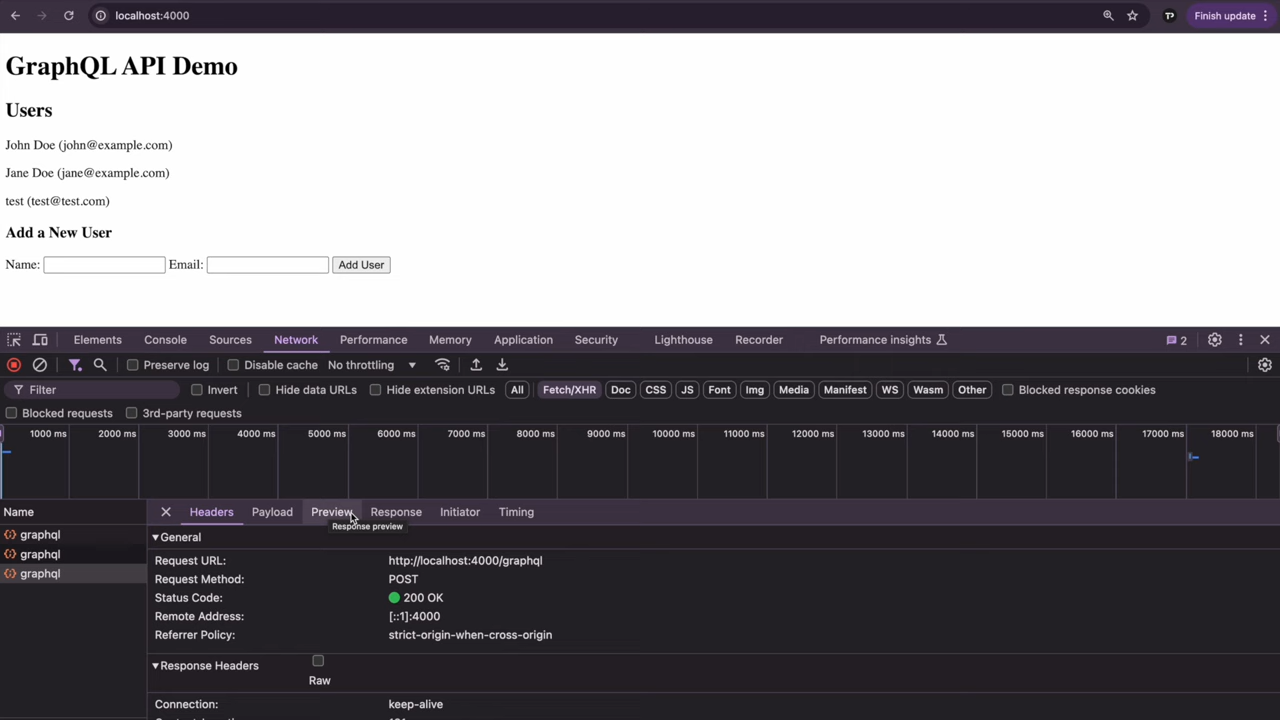 localhost:4000
Finish update
GraphQL API Demo
Users
John Doe (john@example.com)
Jane Doe (jane@example.com)
test (test@test.com)
Add a New User
Name: Email: Add User
Elements Console Sources Network Performance Memory Application Security Lighthouse Recorder Performance insights 2
Preserve log Disable cache No throttling
Filter Invert Hide data URLs Hide extension URLs All Fetch/XHR Doc CSS JS Font Img Media Manifest WS Wasm Other Blocked response cookies
Blocked requests 3rd-party requests
1000 ms 2000 ms 3000 ms 4000 ms 5000 ms 6000 ms 7000 ms 8000 ms 9000 ms 10000 ms 11000 ms 12000 ms 13000 ms 14000 ms 15000 ms 16000 ms 17000 ms 18000 ms
Name Headers Payload Preview Response Initiator Timing
Response preview
graphql
graphql
graphql
General
Request URL: http://localhost:4000/graphql
Request Method: POST
Status Code: 200 OK
Remote Address: [::1]:4000
Referrer Policy: strict-origin-when-cross-origin
Response Headers
Raw
Connection: keep-alive